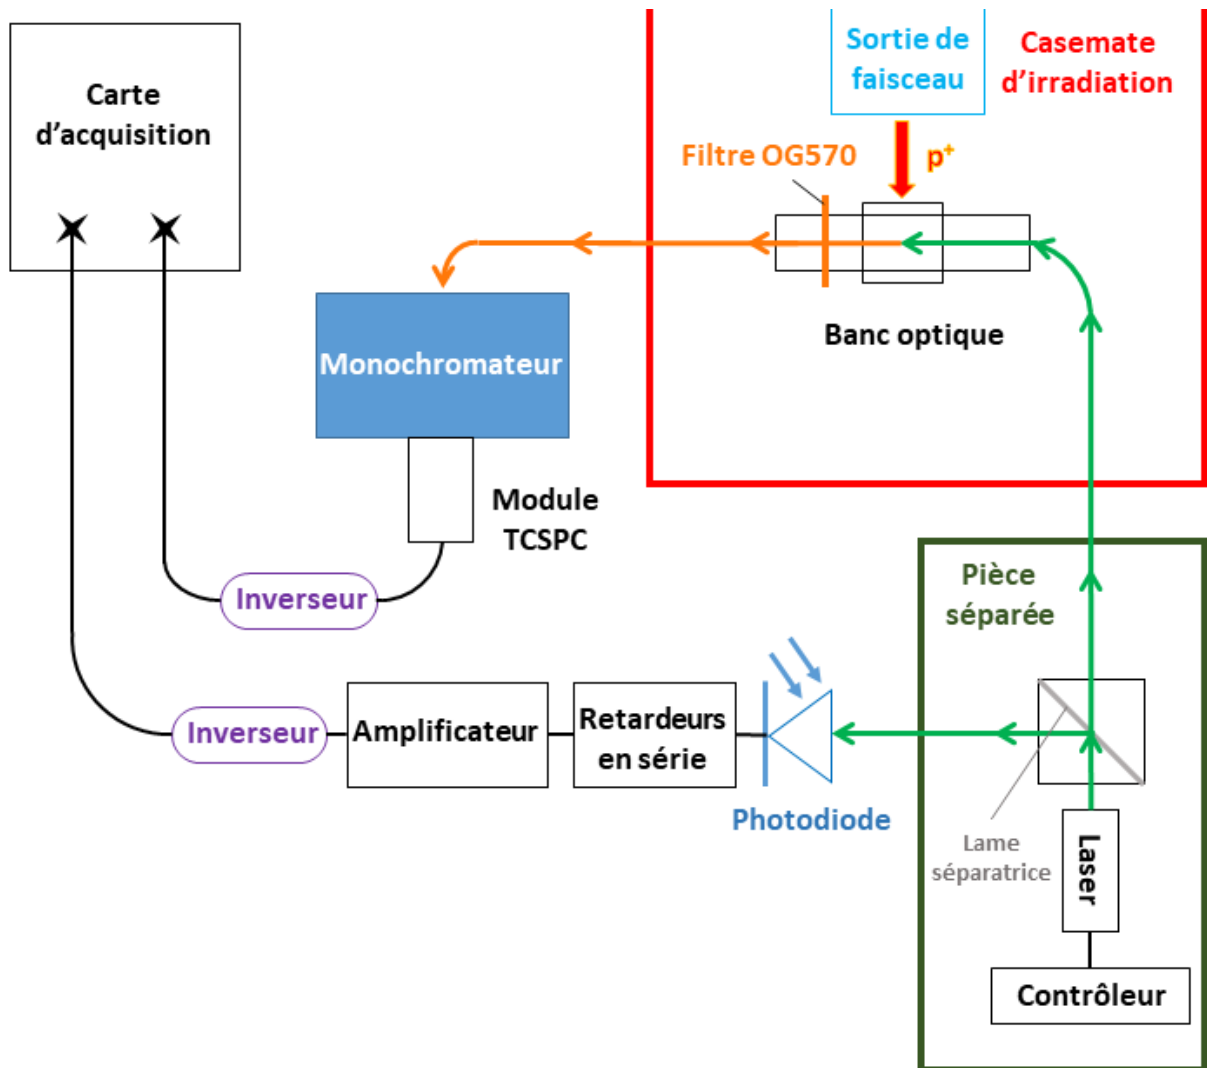 Carte
d'acquisition
Sortie de
faisceau
Casemate
d'irradiation
Filtre OG570
p⁺
Banc optique
Monochromateur
Module
TCSPC
Inverseur
Pièce
séparée
Inverseur
Amplificateur
Retardeurs
en série
Photodiode
Lame
séparatrice
Laser
Contrôleur